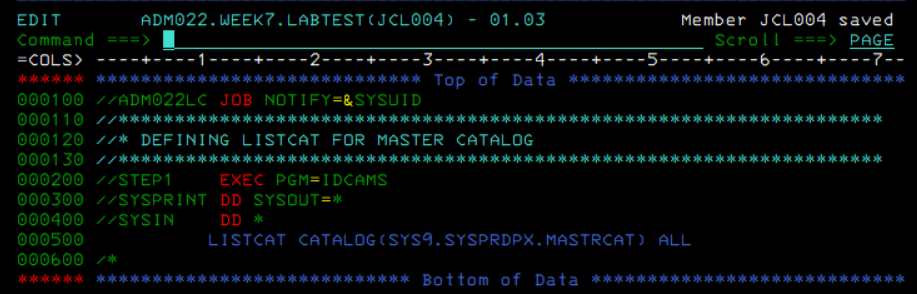 EDIT       ADM022.WEEK7.LABTEST(JCL004) - 01.03            Member JCL004 saved
Command ===>                                                  Scroll ===> PAGE
=COLS> ----+----1----+----2----+----3----+----4----+----5----+----6----+----7--
****** ***************************** Top of Data ******************************
000100 //ADM022LC JOB NOTIFY=&SYSUID
000110 //*******************************************************************
000120 //* DEFINING LISTCAT FOR MASTER CATALOG
000130 //*******************************************************************
000200 //STEP1    EXEC PGM=IDCAMS
000300 //SYSPRINT DD SYSOUT=*
000400 //SYSIN    DD *
000500           LISTCAT CATALOG(SYS9.SYSPRDPX.MASTRCAT) ALL
000600 /*
****** **************************** Bottom of Data ****************************